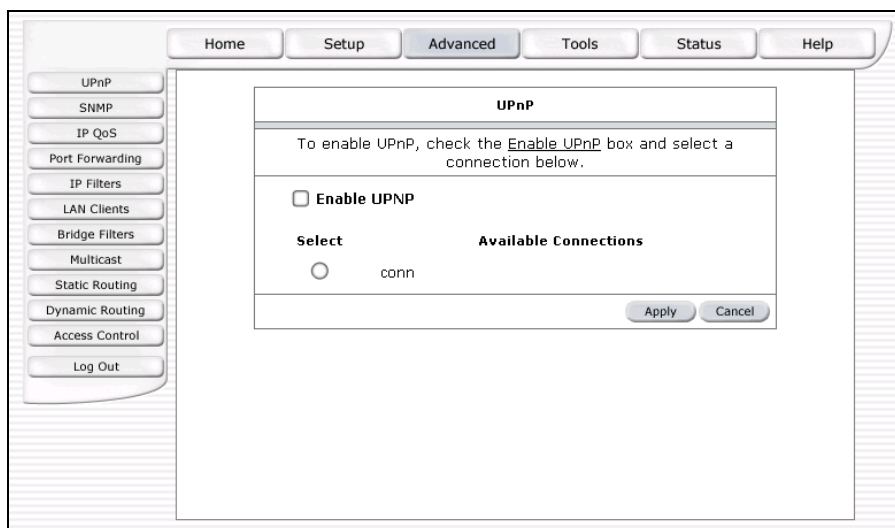 Home
Setup
Advanced
Tools
Status
Help
UPnP
SNMP
IP QoS
Port Forwarding
IP Filters
LAN Clients
Bridge Filters
Multicast
Static Routing
Dynamic Routing
Access Control
Log Out
UPnP
To enable UPnP, check the Enable UPnP box and select a
connection below.
Enable UPNP
Select
Available Connections
conn
Apply
Cancel